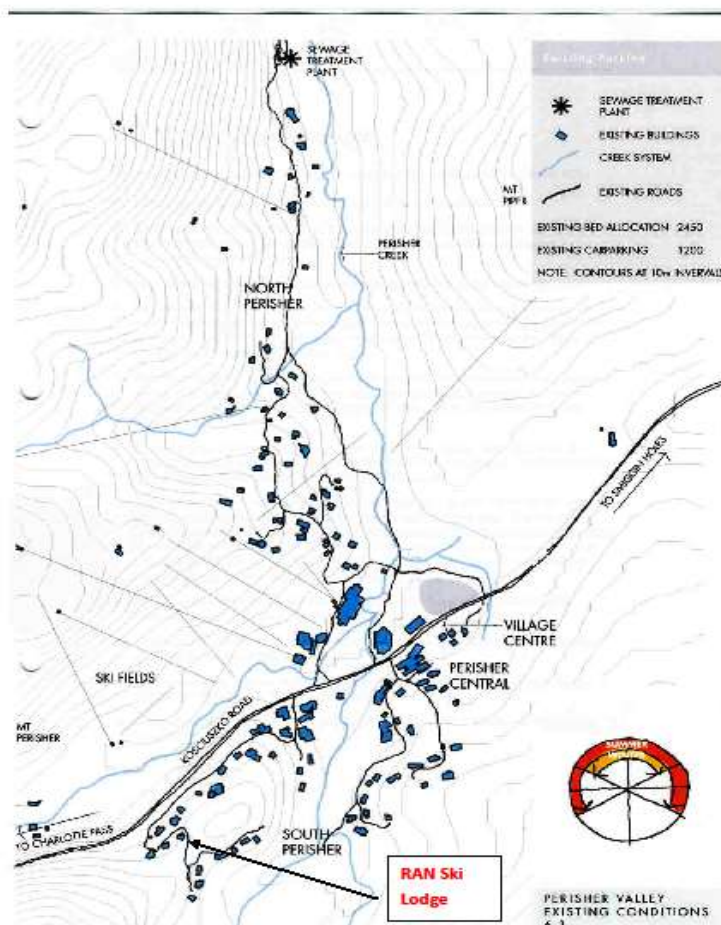 SEWAGE
TREATMENT
PLANT
SEWAGE TREATMENT
PLANT
EXISTING BUILDINGS
CREEK SYSTEM
EXISTING ROADS
EXISTING BED ALLOCATION 2450
EXISTING CARPARKING 1200
NOTE: CONTOURS AT 10m INVERVALS
MT
PIPER
PERISHER
CREEK
NORTH
PERISHER
TO SMIGGIN HOLES
VILLAGE
CENTRE
PERISHER
CENTRAL
SKI FIELDS
KOSCIUSZKO ROAD
MT
PERISHER
TO CHARLOTTE PASS
SOUTH
PERISHER
SUMMER
RAN Ski
Lodge
PERISHER VALLEY
EXISTING CONDITIONS